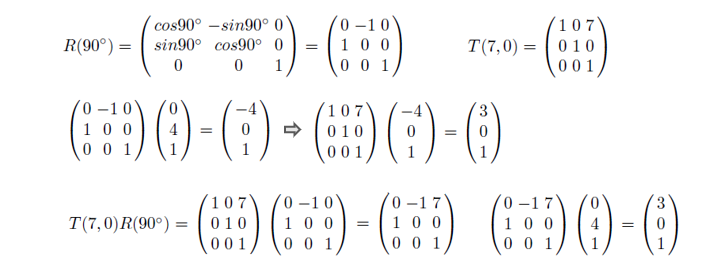 R(90°) = ( cos90° −sin90° 0 ) = ( 0 −1 0 ) T(7, 0) = ( 1 0 7 )
( sin90° cos90° 0 ) ( 1 0 0 ) ( 0 1 0 )
( 0 0 1 ) ( 0 0 1 ) ( 0 0 1 )
( 0 −1 0 ) ( 0 ) = ( −4 ) ⇨ ( 1 0 7 ) ( −4 ) = ( 3 )
( 1 0 0 ) ( 4 ) ( 0 ) ( 0 1 0 ) ( 0 ) ( 0 )
( 0 0 1 ) ( 1 ) ( 1 ) ( 0 0 1 ) ( 1 ) ( 1 )
T(7, 0)R(90°) = ( 1 0 7 ) ( 0 −1 0 ) = ( 0 −1 7 ) ( 0 −1 7 ) ( 0 ) = ( 3 )
( 0 1 0 ) ( 1 0 0 ) ( 1 0 0 ) ( 1 0 0 ) ( 4 ) ( 0 )
( 0 0 1 ) ( 0 0 1 ) ( 0 0 1 ) ( 0 0 1 ) ( 1 ) ( 1 )